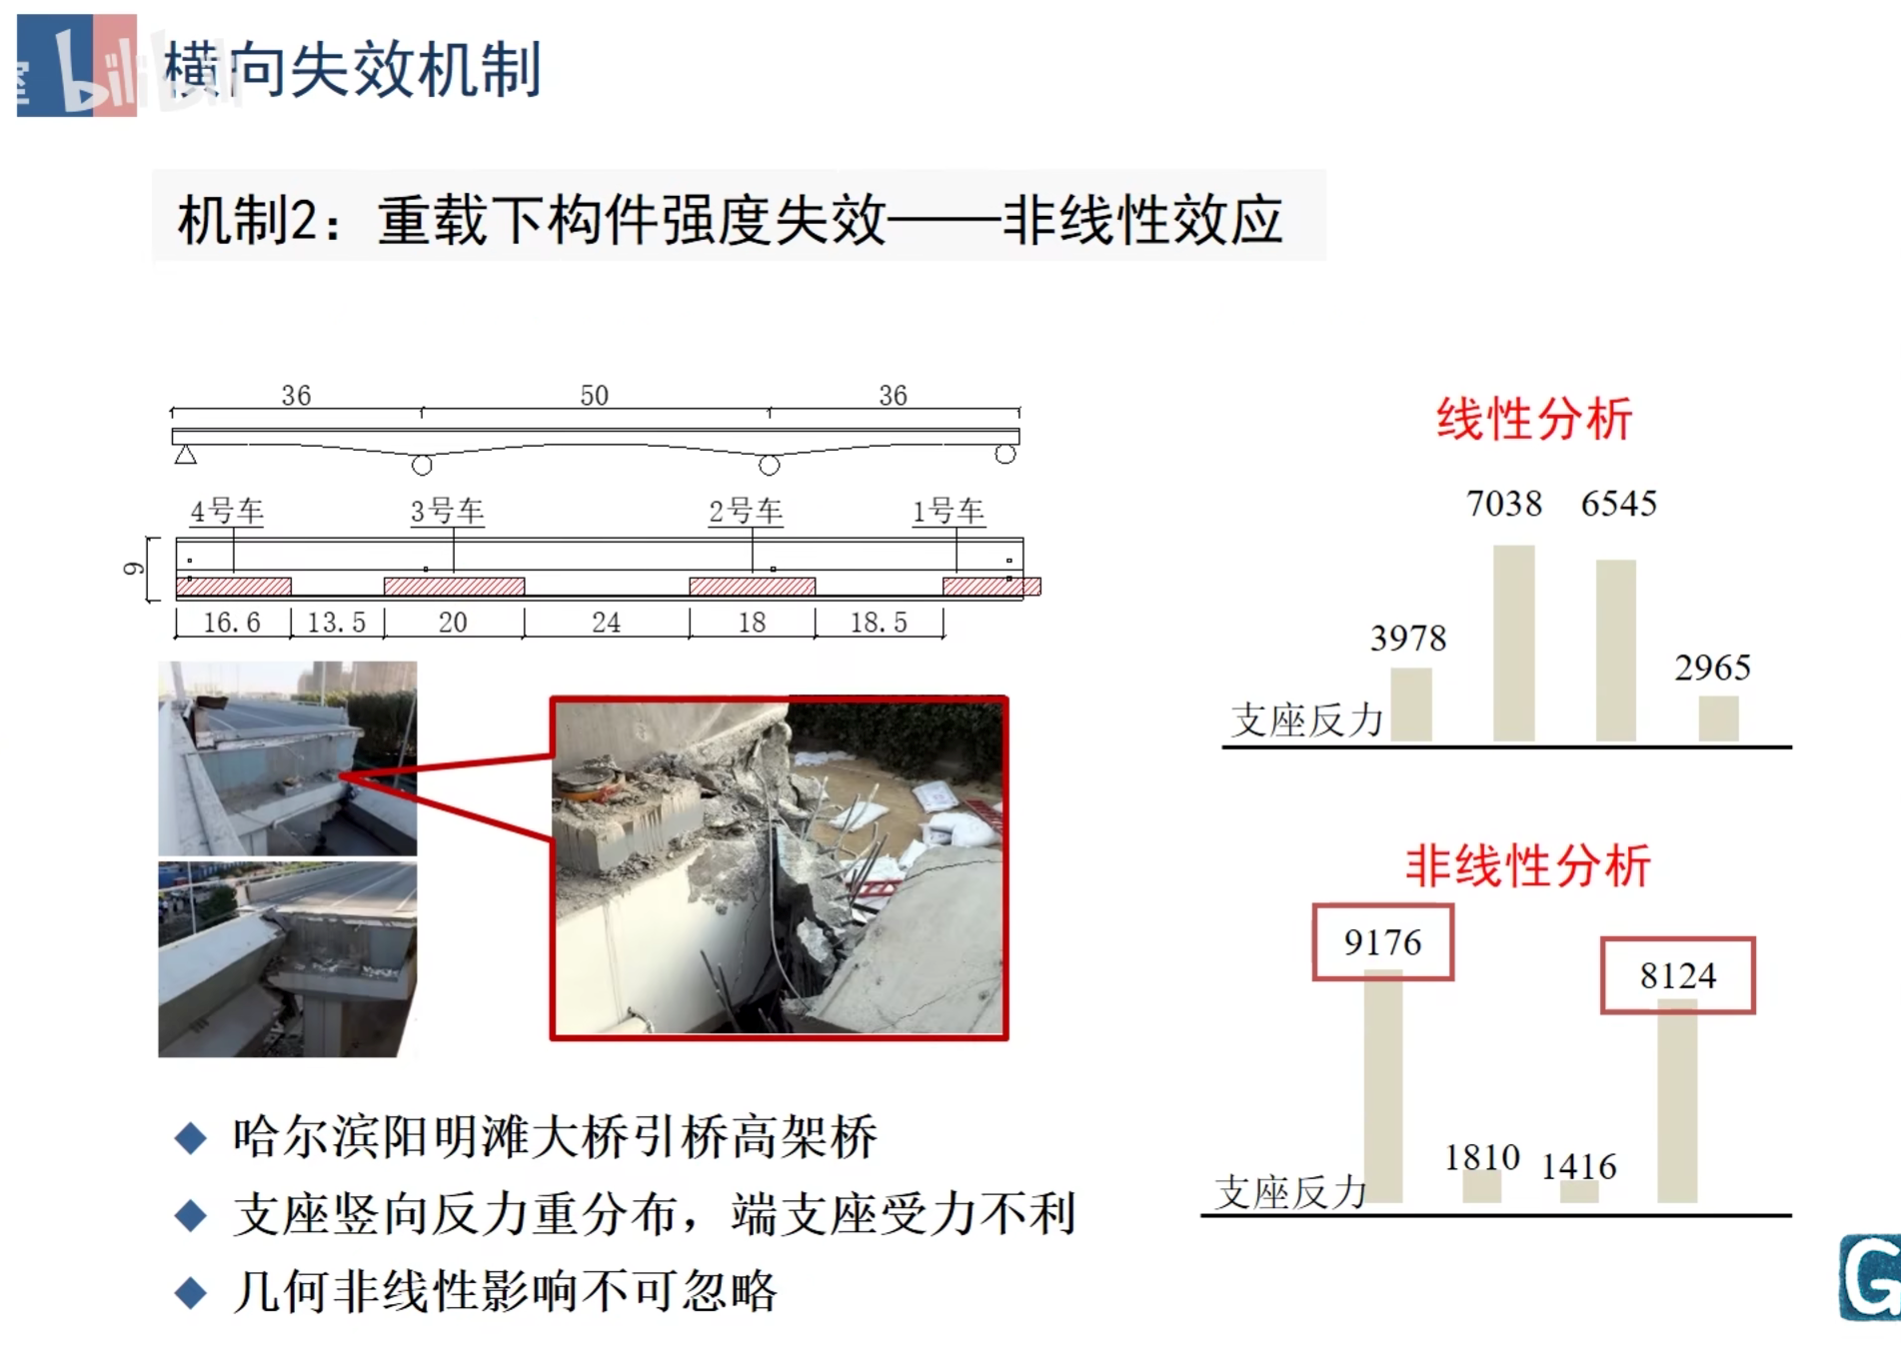 横向失效机制
bilibili
机制2：重载下构件强度失效——非线性效应
36 50 36
4号车 3号车 2号车 1号车
9
16.6 13.5 20 24 18 18.5
线性分析
7038 6545
3978
2965
支座反力
非线性分析
9176
8124
1810 1416
支座反力
哈尔滨阳明滩大桥引桥高架桥
支座竖向反力重分布，端支座受力不利
几何非线性影响不可忽略
G